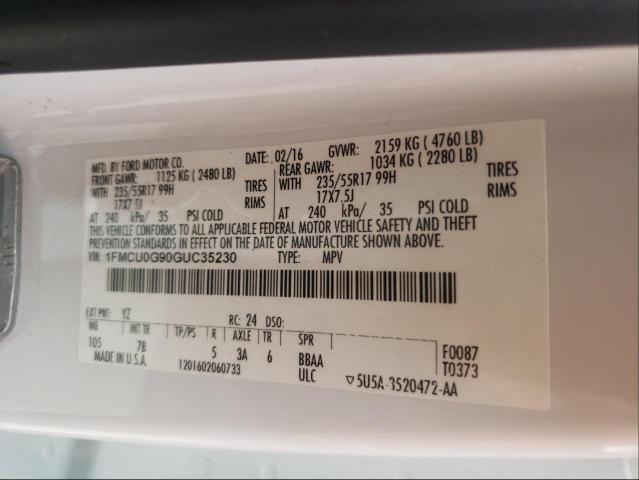 MFD. BY FORD MOTOR CO.
DATE: 02/16 GVWR: 2159 KG ( 4760 LB)
FRONT GAWR: 1125 KG ( 2480 LB)
REAR GAWR: 1034 KG ( 2280 LB)
WITH 235/55R17 99H TIRES
WITH 235/55R17 99H TIRES
17X7.5J RIMS
17X7.5J RIMS
AT 240 kPa/ 35 PSI COLD
AT 240 kPa/ 35 PSI COLD
THIS VEHICLE CONFORMS TO ALL APPLICABLE FEDERAL MOTOR VEHICLE SAFETY AND THEFT
PREVENTION STANDARDS IN EFFECT ON THE DATE OF MANUFACTURE SHOWN ABOVE.
VIN: 1FMCU0G90GUC35230 TYPE: MPV
EXT PNT: YZ RC: 24 DSO:
WB INT TR TP/PS R AXLE TR SPR
105 7B 5 3A 6 BBAA
F0087
MADE IN U.S.A. 1201602060733 ULC
T0373
▽5U5A-3520472-AA